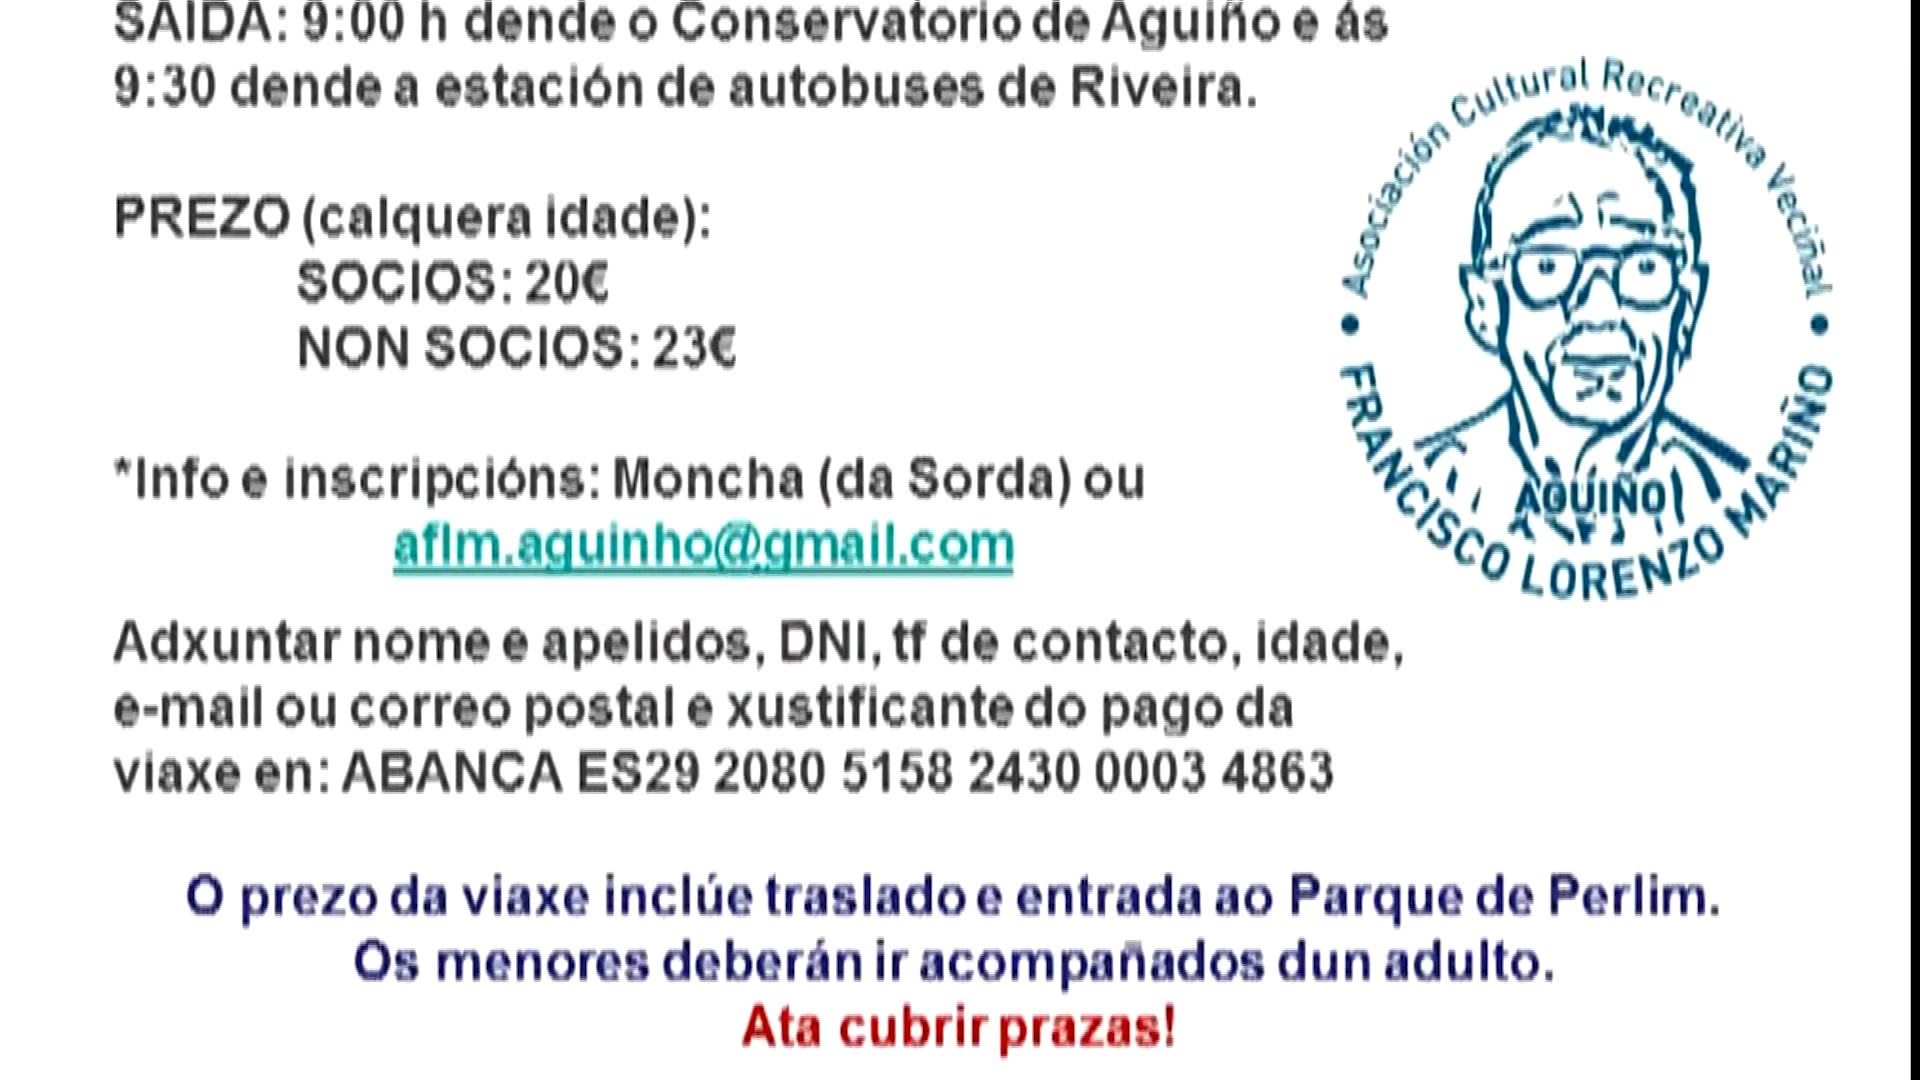 SAÍDA: 9:00 h dende o Conservatorio de Aguiño e ás
9:30 dende a estación de autobuses de Riveira.
PREZO (calquera idade):
SOCIOS: 20€
NON SOCIOS: 23€
*Info e inscripcións: Moncha (da Sorda) ou
aflm.aguinho@gmail.com
Adxuntar nome e apelidos, DNI, tf de contacto, idade,
e-mail ou correo postal e xustificante do pago da
viaxe en: ABANCA ES29 2080 5158 2430 0003 4863
O prezo da viaxe inclúe traslado e entrada ao Parque de Perlim.
Os menores deberán ir acompañados dun adulto.
Ata cubrir prazas!
Asociación Cultural Recreativa Veciñal
AGUIÑO
• FRANCISCO LORENZO MARIÑO •